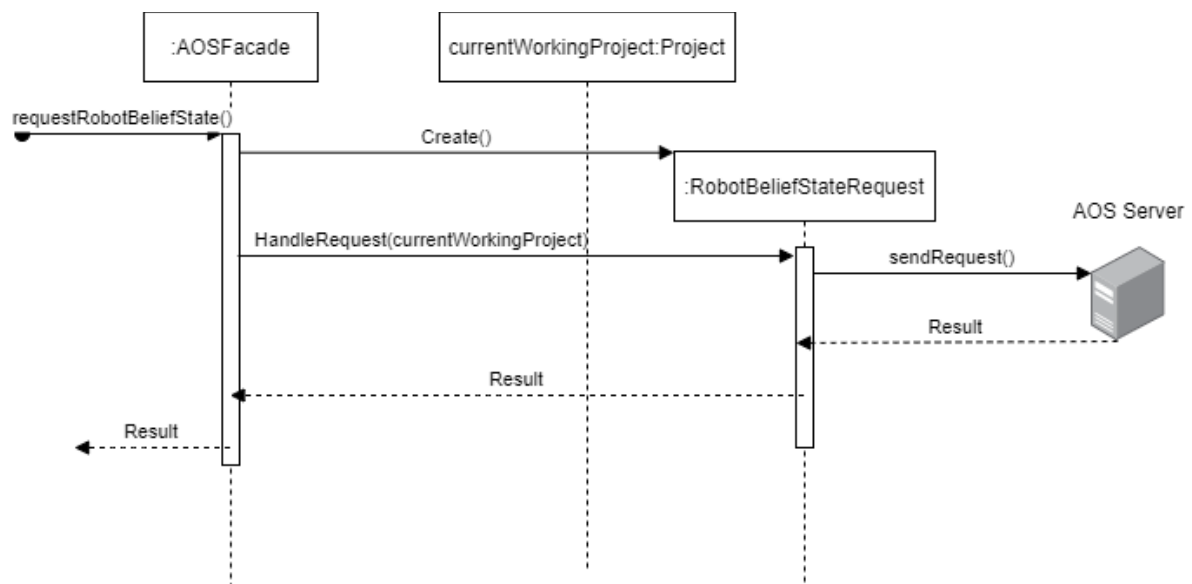 :AOSFacade
currentWorkingProject:Project
requestRobotBeliefState()
Create()
:RobotBeliefStateRequest
AOS Server
HandleRequest(currentWorkingProject)
sendRequest()
Result
Result
Result